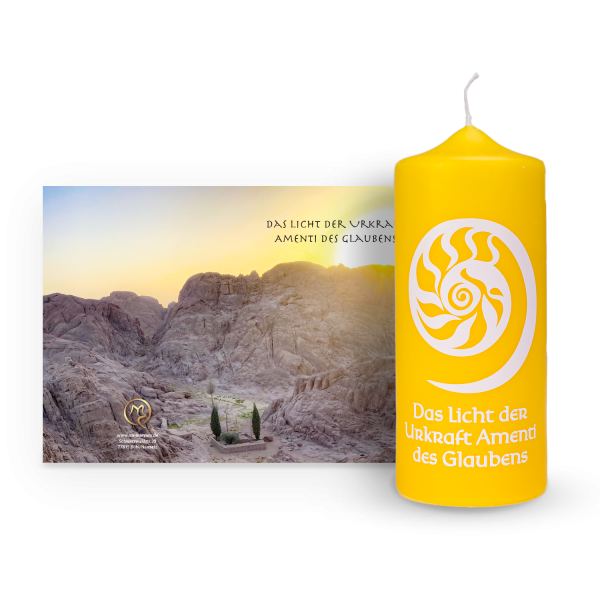 Das Licht der Urkra
Amenti des Glaubens
Das Licht der
Urkraft Amenti
des Glaubens